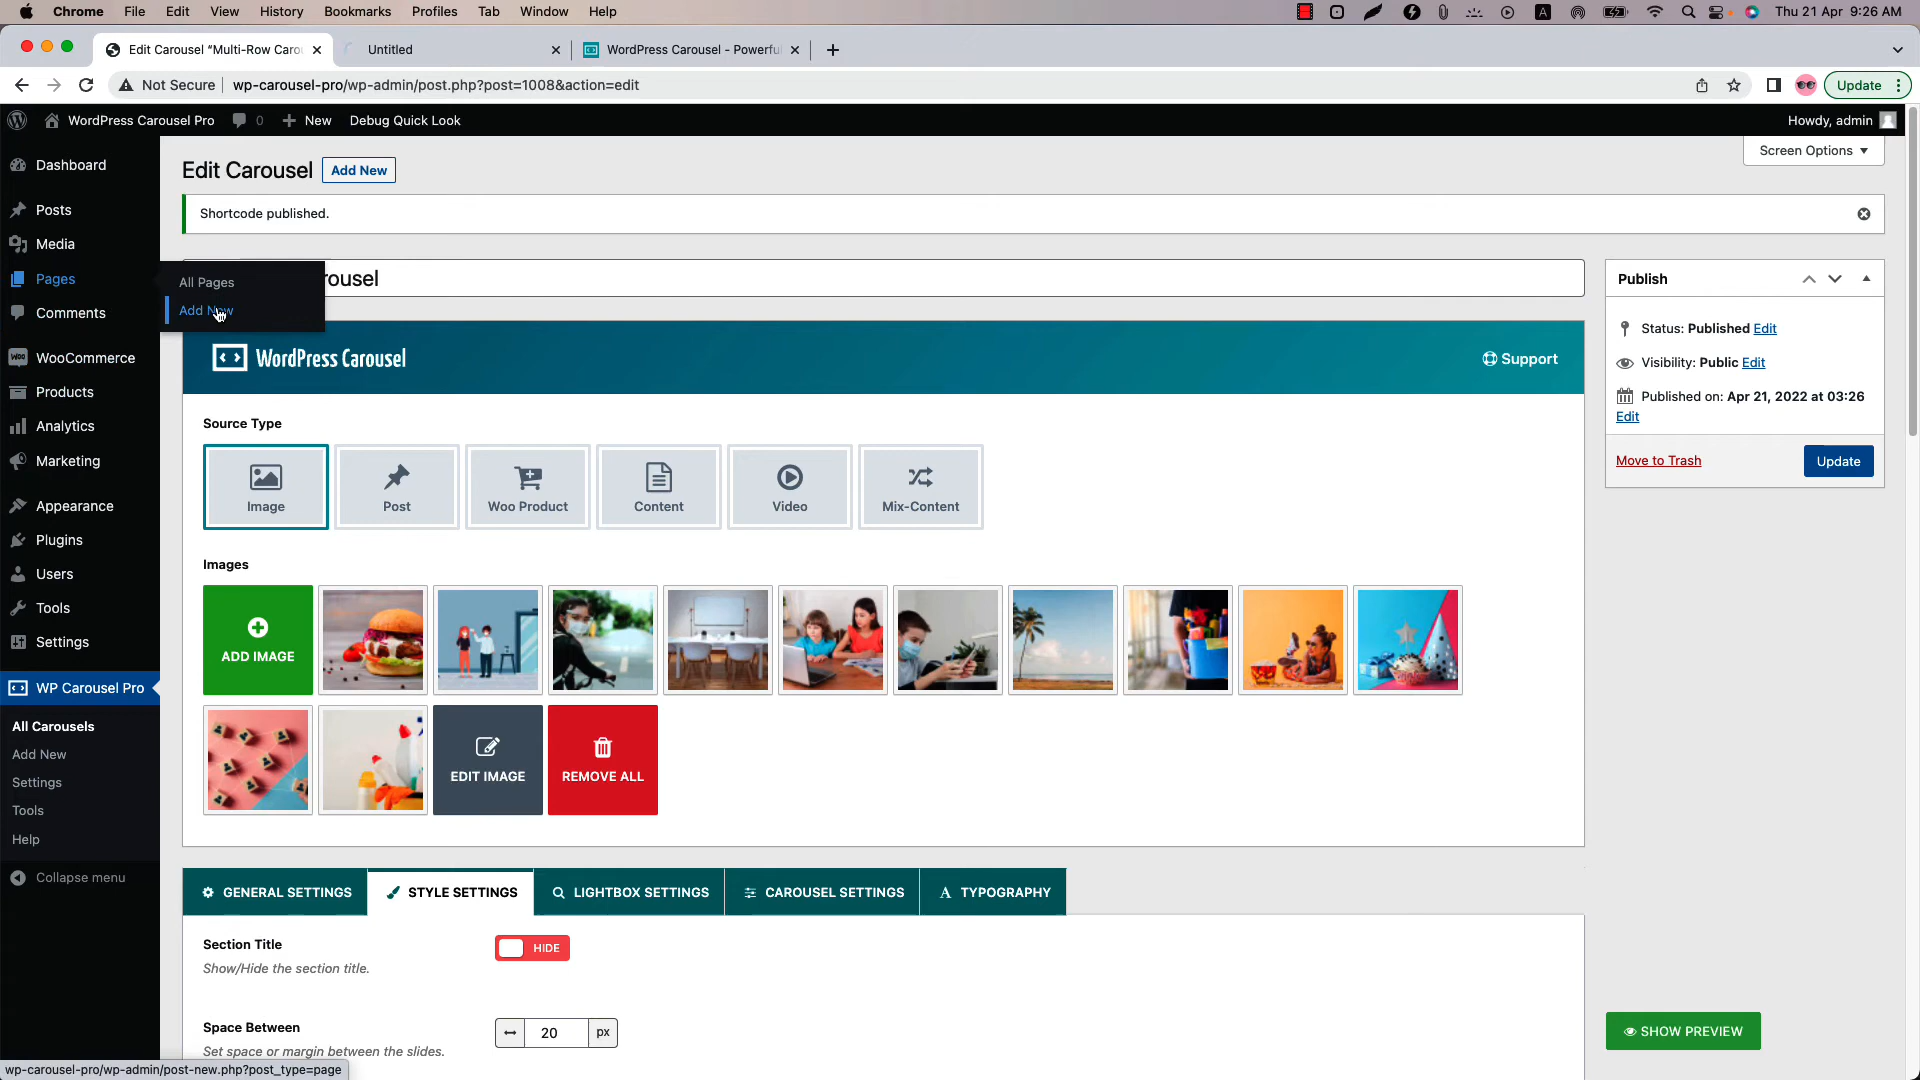 Chrome File Edit View History Bookmarks Profiles Tab Window Help
A Thu 21 Apr 9:26 AM
Edit Carousel “Multi-Row Caro
Untitled
WordPress Carousel - Powerfu
Not Secure wp-carousel-pro/wp-admin/post.php?post=1008&action=edit
Update
WordPress Carousel Pro 0 New Debug Quick Look
Howdy, admin
Screen Options
Dashboard
Posts
Media
Pages
Comments
WooCommerce
Products
Analytics
Marketing
Appearance
Plugins
Users
Tools
Settings
WP Carousel Pro
All Carousels
Add New
Settings
Tools
Help
Collapse menu
All Pages
Add New
Edit Carousel Add New
Shortcode published.
rousel
WordPress Carousel
Support
Source Type
Image
Post
Woo Product
Content
Video
Mix-Content
Images
ADD IMAGE
EDIT IMAGE
REMOVE ALL
GENERAL SETTINGS
STYLE SETTINGS
LIGHTBOX SETTINGS
CAROUSEL SETTINGS
A TYPOGRAPHY
Section Title
HIDE
Show/Hide the section title.
Space Between
20 px
Set space or margin between the slides.
Publish
Status: Published Edit
Visibility: Public Edit
Published on: Apr 21, 2022 at 03:26
Edit
Move to Trash
Update
SHOW PREVIEW
wp-carousel-pro/wp-admin/post-new.php?post_type=page